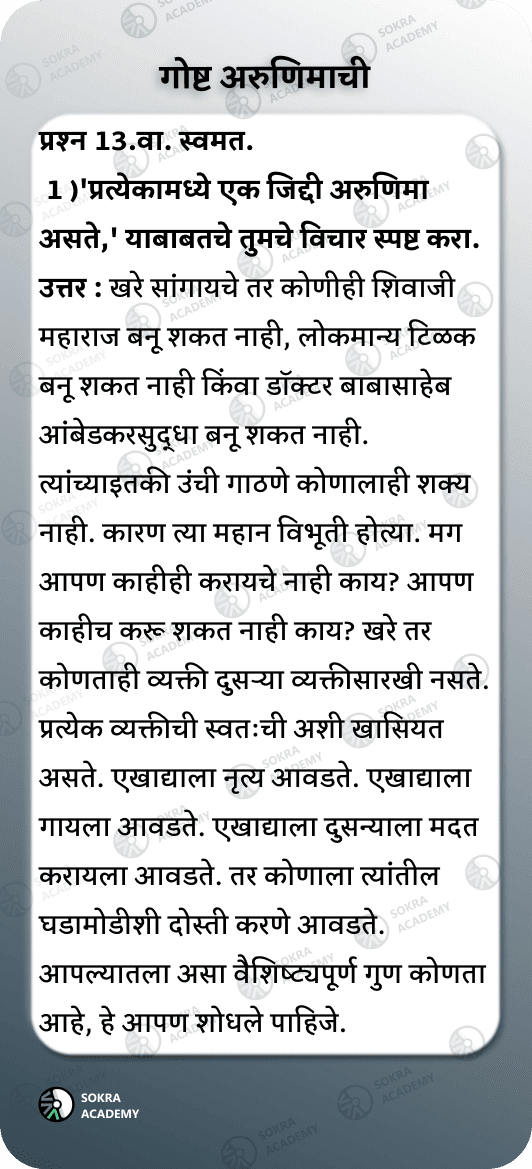 गोष्ट अरुणिमाची
प्रश्न 13.वा. स्वमत.
1 )'प्रत्येकामध्ये एक जिद्दी अरुणिमा
असते,' याबाबतचे तुमचे विचार स्पष्ट करा.
उत्तर : खरे सांगायचे तर कोणीही शिवाजी
महाराज बनू शकत नाही, लोकमान्य टिळक
बनू शकत नाही किंवा डॉक्टर बाबासाहेब
आंबेडकरसुद्धा बनू शकत नाही.
त्यांच्याइतकी उंची गाठणे कोणालाही शक्य
नाही. कारण त्या महान विभूती होत्या. मग
आपण काहीही करायचे नाही काय? आपण
काहीच करू शकत नाही काय? खरे तर
कोणताही व्यक्ती दुसऱ्या व्यक्तीसारखी नसते.
प्रत्येक व्यक्तीची स्वतःची अशी खासियत
असते. एखाद्याला नृत्य आवडते. एखाद्याला
गायला आवडते. एखाद्याला दुसन्याला मदत
करायला आवडते. तर कोणाला त्यांतील
घडामोडीशी दोस्ती करणे आवडते.
आपल्यातला असा वैशिष्ट्यपूर्ण गुण कोणता
आहे, हे आपण शोधले पाहिजे.
SOKRA
ACADEMY